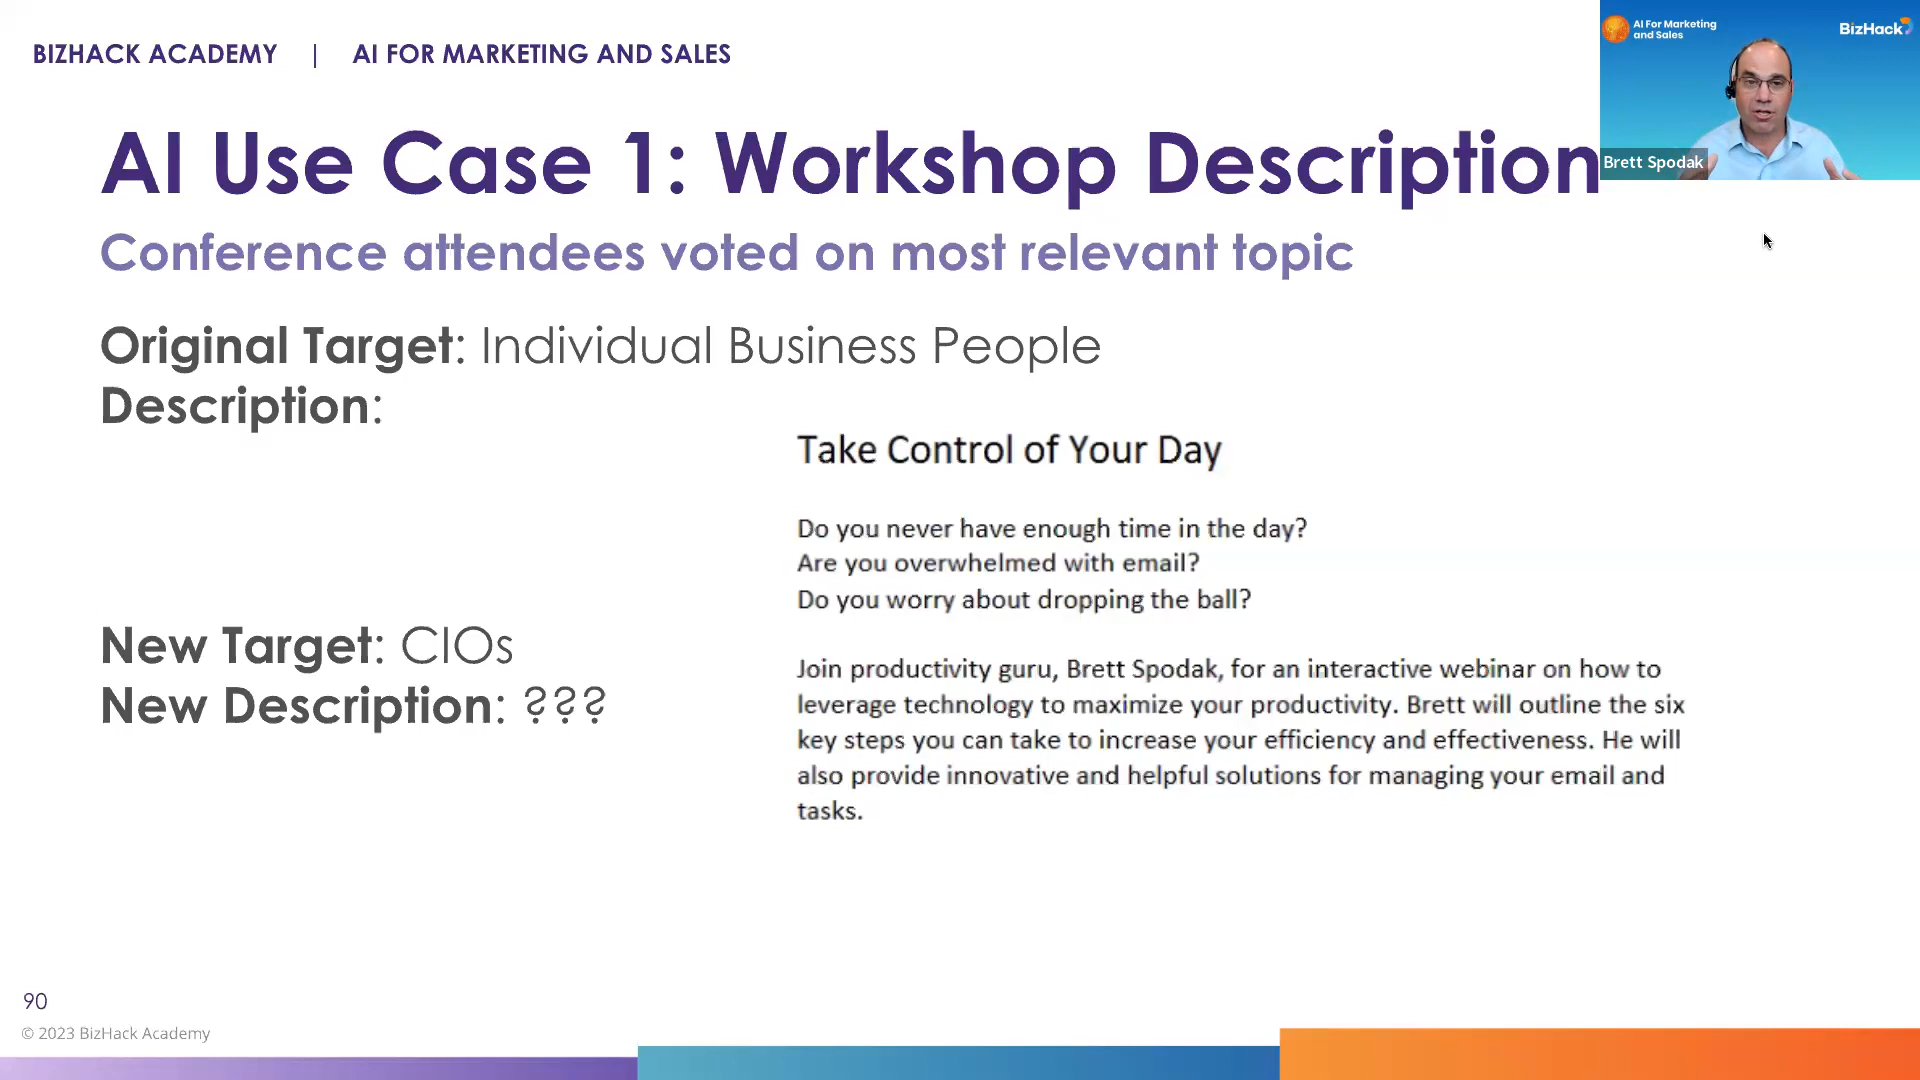 BIZHACK ACADEMY | AI FOR MARKETING AND SALES
AI For Marketing
and Sales
BizHack
Brett Spodak
AI Use Case 1: Workshop Description
Conference attendees voted on most relevant topic
Original Target: Individual Business People
Description:
Take Control of Your Day
Do you never have enough time in the day?
Are you overwhelmed with email?
Do you worry about dropping the ball?
Join productivity guru, Brett Spodak, for an interactive webinar on how to
leverage technology to maximize your productivity. Brett will outline the six
key steps you can take to increase your efficiency and effectiveness. He will
also provide innovative and helpful solutions for managing your email and
tasks.
New Target: CIOs
New Description: ???
90
© 2023 BizHack Academy